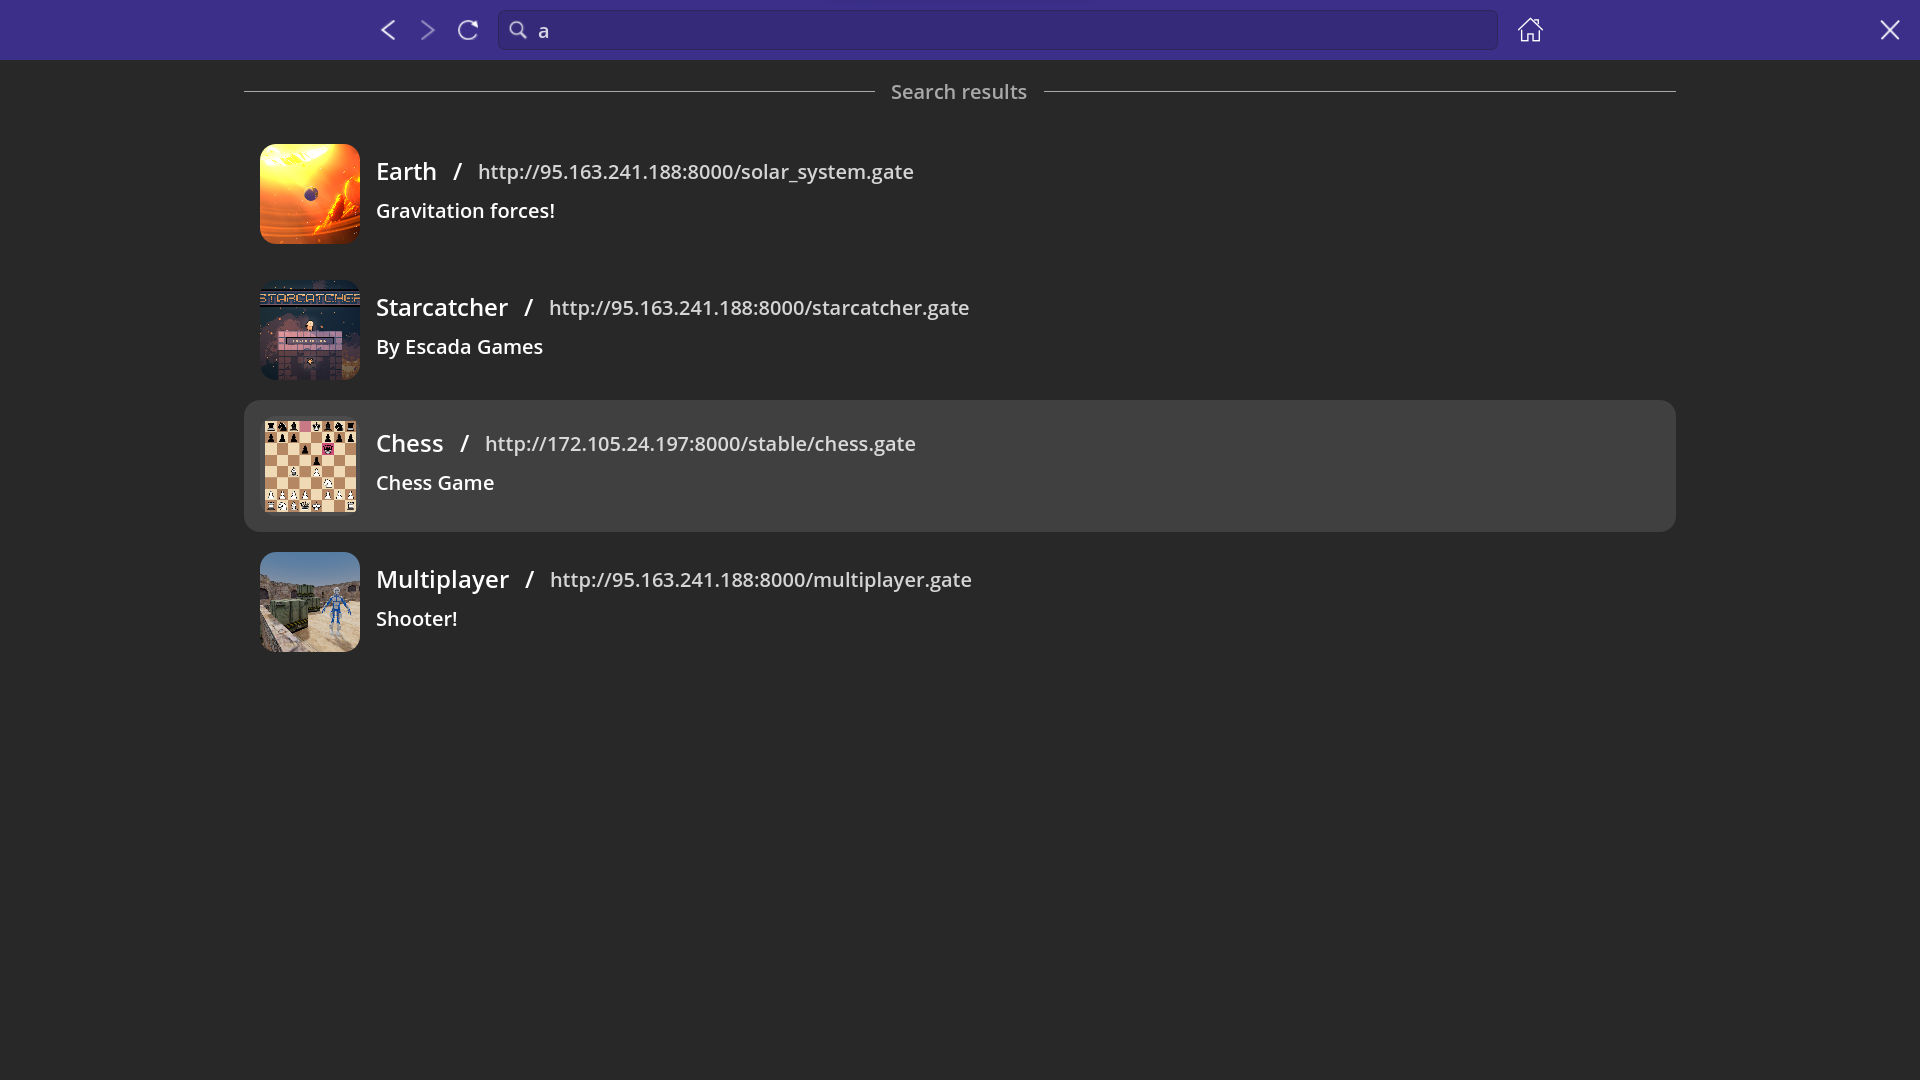 a
Search results
Earth / http://95.163.241.188:8000/solar_system.gate
Gravitation forces!
STARCATCHER
Starcatcher / http://95.163.241.188:8000/starcatcher.gate
By Escada Games
Chess / http://172.105.24.197:8000/stable/chess.gate
Chess Game
Multiplayer / http://95.163.241.188:8000/multiplayer.gate
Shooter!